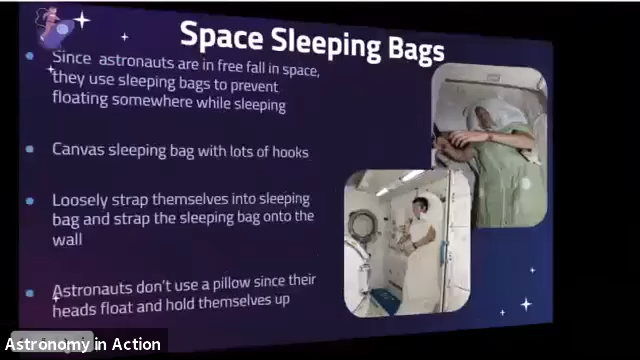 Space Sleeping Bags
Since astronauts are in free fall in space,
they use sleeping bags to prevent
floating somewhere while sleeping
Canvas sleeping bag with lots of hooks
Loosely strap themselves into sleeping
bag and strap the sleeping bag onto the
wall
Astronauts don't use a pillow since their
heads float and hold themselves up
Astronomy in Action